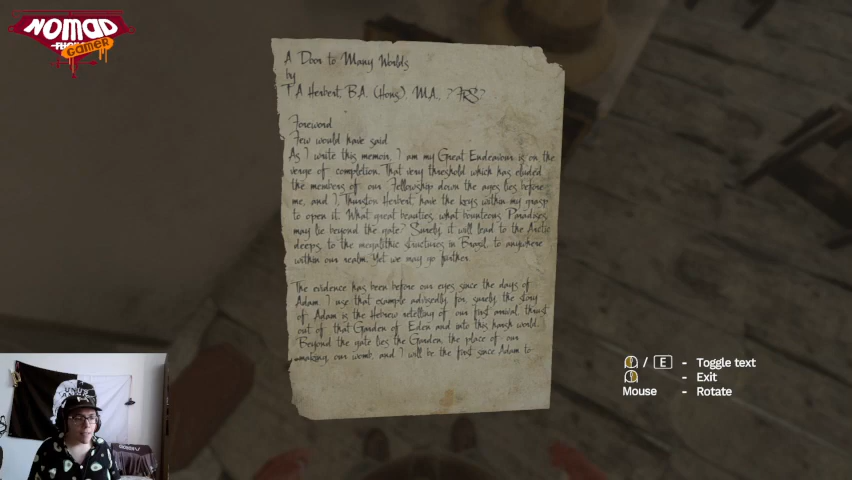 NOMAD
GAMER
A Door to Many Worlds
by
T A Herbert, B.A. (Hons), M.A., ?FRS?
Foreword
Few would have said
As I write this memoir, I am my Great Endeavour is on the
verge of completion. That very threshold which has eluded
the members of our Fellowship down the ages lies before
me, and I, Thurston Herbert, have the keys within my grasp
to open it. What great beauties, what bounteous Paradises
may lie beyond the gate? Surely, it will lead to the Arctic
deeps, to the megalithic structures in Brasil, to anywhere
within our realm. Yet we may go further.
The evidence has been before our eyes since the days of
Adam. I use that example advisedly, for, surely, the story
of Adam is the Hebrew retelling of our first arrival, thrust
out of that Garden of Eden and into this harsh world.
Beyond the gate lies the Garden, the place of our
making, our womb, and I will be the first since Adam to
/ E - Toggle text
- Exit
Mouse - Rotate